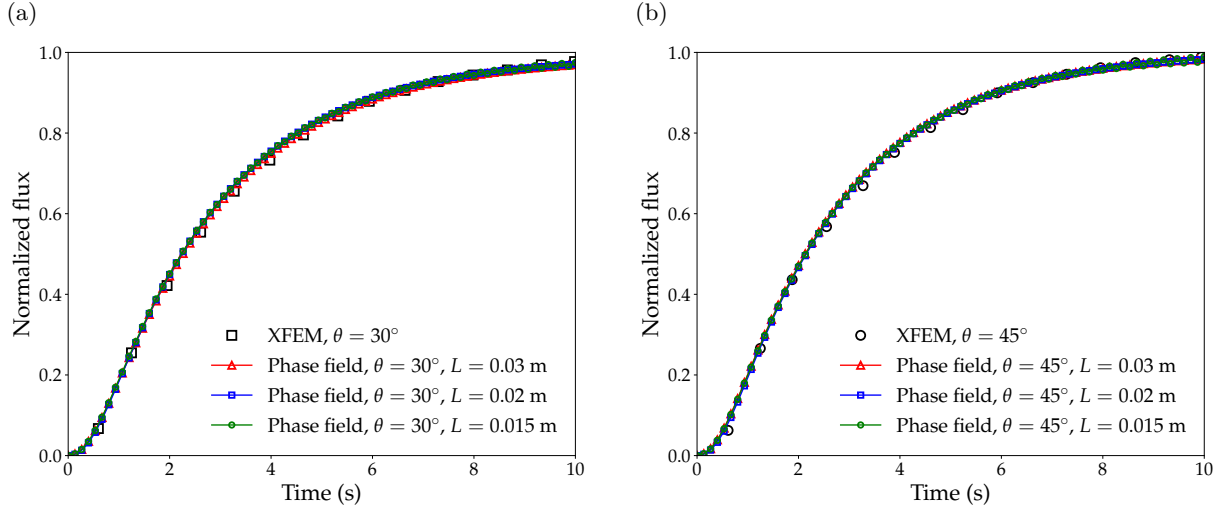 (a)
1.0
0.8
0.6
0.4
0.2
0.0
Normalized flux
XFEM, θ = 30°
Phase field, θ = 30°, L = 0.03 m
Phase field, θ = 30°, L = 0.02 m
Phase field, θ = 30°, L = 0.015 m
0 2 4 6 8 10
Time (s)
(b)
1.0
0.8
0.6
0.4
0.2
0.0
Normalized flux
XFEM, θ = 45°
Phase field, θ = 45°, L = 0.03 m
Phase field, θ = 45°, L = 0.02 m
Phase field, θ = 45°, L = 0.015 m
0 2 4 6 8 10
Time (s)